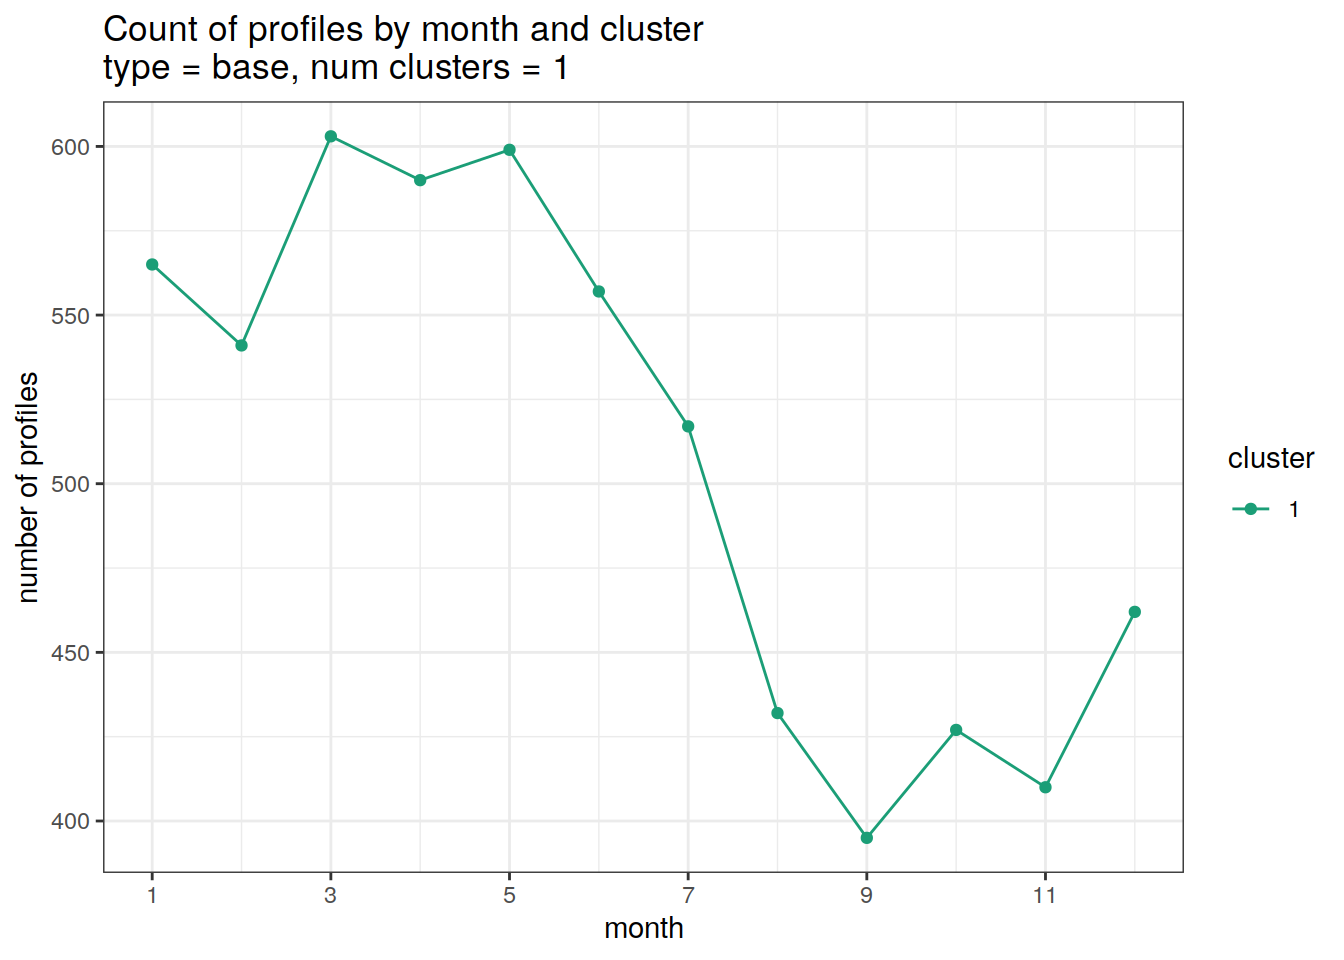 Count of profiles by month and cluster
type = base, num clusters = 1
600
550
500
450
400
number of profiles
1 3 5 7 9 11
month
cluster
1